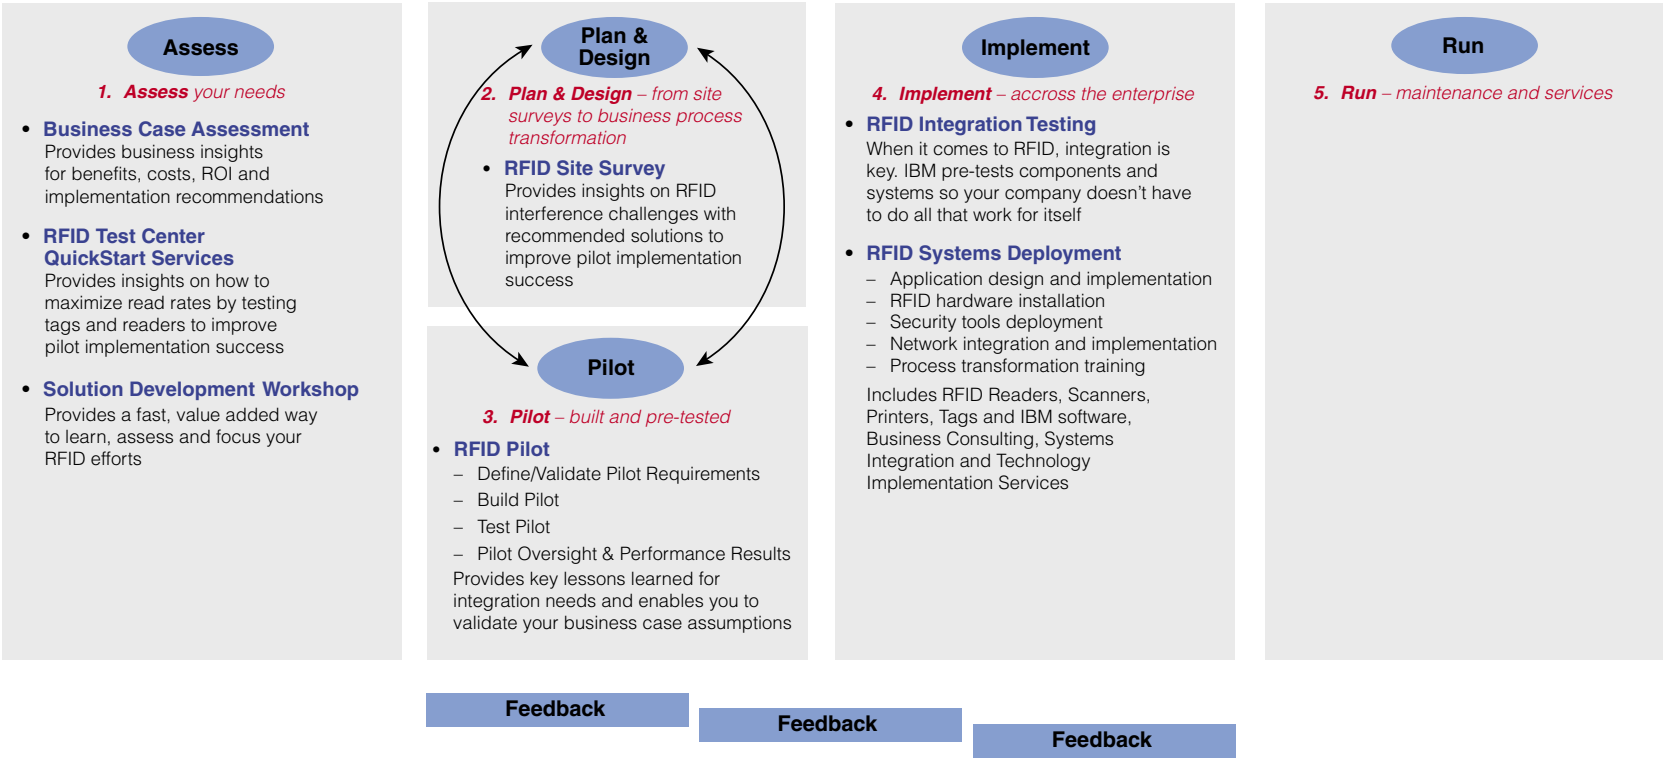 Assess
1. Assess your needs
• Business Case Assessment
Provides business insights
for benefits, costs, ROI and
implementation recommendations
• RFID Test Center
QuickStart Services
Provides insights on how to
maximize read rates by testing
tags and readers to improve
pilot implementation success
• Solution Development Workshop
Provides a fast, value added way
to learn, assess and focus your
RFID efforts
Plan &
Design
2. Plan & Design – from site
surveys to business process
transformation
• RFID Site Survey
Provides insights on RFID
interference challenges with
recommended solutions to
improve pilot implementation
success
Pilot
3. Pilot – built and pre-tested
• RFID Pilot
– Define/Validate Pilot Requirements
– Build Pilot
– Test Pilot
– Pilot Oversight & Performance Results
Provides key lessons learned for
integration needs and enables you to
validate your business case assumptions
Implement
4. Implement – accross the enterprise
• RFID Integration Testing
When it comes to RFID, integration is
key. IBM pre-tests components and
systems so your company doesn't have
to do all that work for itself
• RFID Systems Deployment
– Application design and implementation
– RFID hardware installation
– Security tools deployment
– Network integration and implementation
– Process transformation training
Includes RFID Readers, Scanners,
Printers, Tags and IBM software,
Business Consulting, Systems
Integration and Technology
Implementation Services
Run
5. Run – maintenance and services
Feedback
Feedback
Feedback